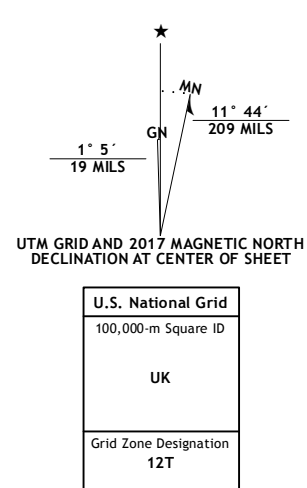 ★
MN
GN
11° 44´
209 MILS
1° 5´
19 MILS
UTM GRID AND 2017 MAGNETIC NORTH
DECLINATION AT CENTER OF SHEET
U.S. National Grid
100,000-m Square ID
UK
Grid Zone Designation
12T